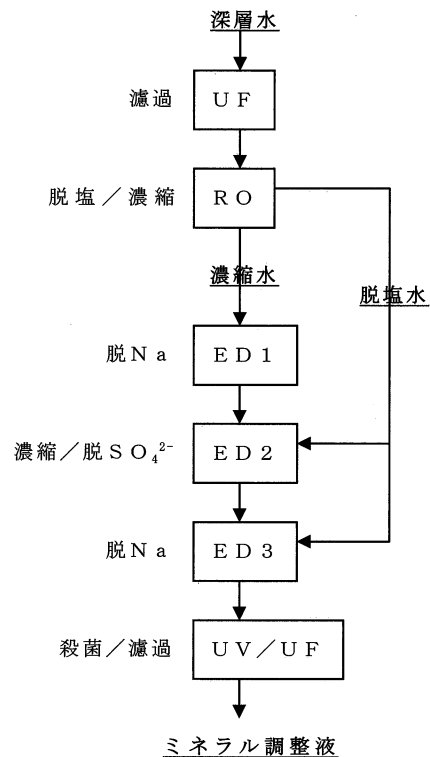 深層水
濾過
ＵＦ
脱塩／濃縮
ＲＯ
濃縮水
脱塩水
脱Ｎａ
ＥＤ１
濃縮／脱ＳＯ₄²⁻
ＥＤ２
脱Ｎａ
ＥＤ３
殺菌／濾過
ＵＶ／ＵＦ
ミネラル調整液